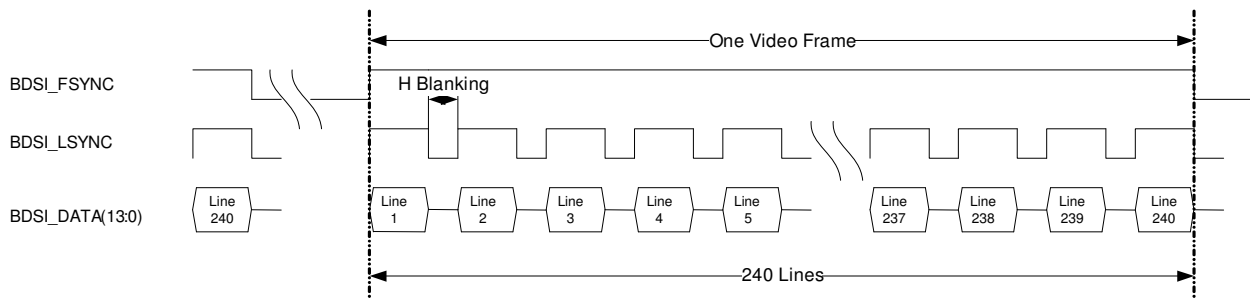 One Video Frame
BDSI_FSYNC
H Blanking
BDSI_LSYNC
BDSI_DATA(13:0)
Line
240
Line
1
Line
2
Line
3
Line
4
Line
5
Line
237
Line
238
Line
239
Line
240
240 Lines